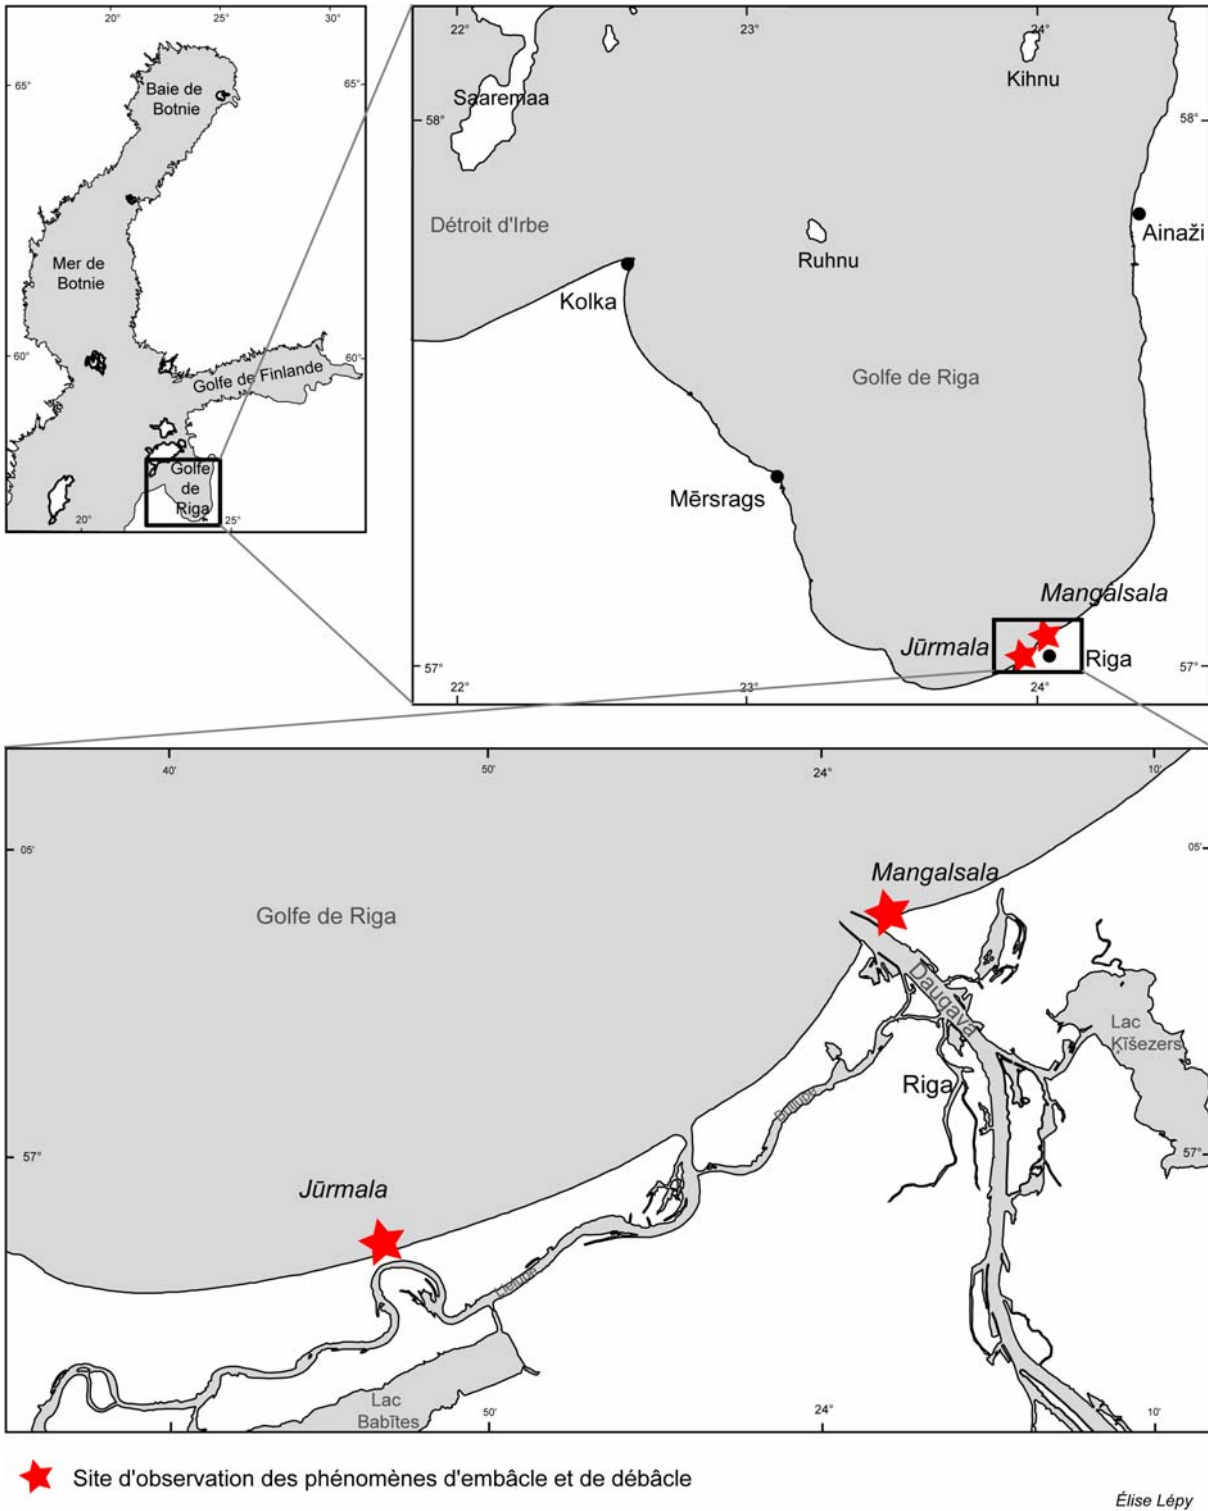 20°
25°
30°
65°
65°
Baie de
Botnie
Mer de
Botnie
60°
60°
Golfe de Finlande
Golfe
de
Riga
20°
25°
22°
23°
24°
Kihnu
Saaremaa
58°
58°
Détroit d'Irbe
Ruhnu
Ainaži
Kolka
Golfe de Riga
Mērsrags
Mangalsala
Jūrmala
Riga
57°
57°
22°
23°
24°
40'
50'
24°
10'
05'
05'
Mangalsala
Golfe de Riga
Daugava
Lac
Ķīšezers
Riga
57°
57°
Jūrmala
Lielupe
Lac
Babītes
50'
24°
10'
Site d'observation des phénomènes d'embâcle et de débâcle
Élise Lépy